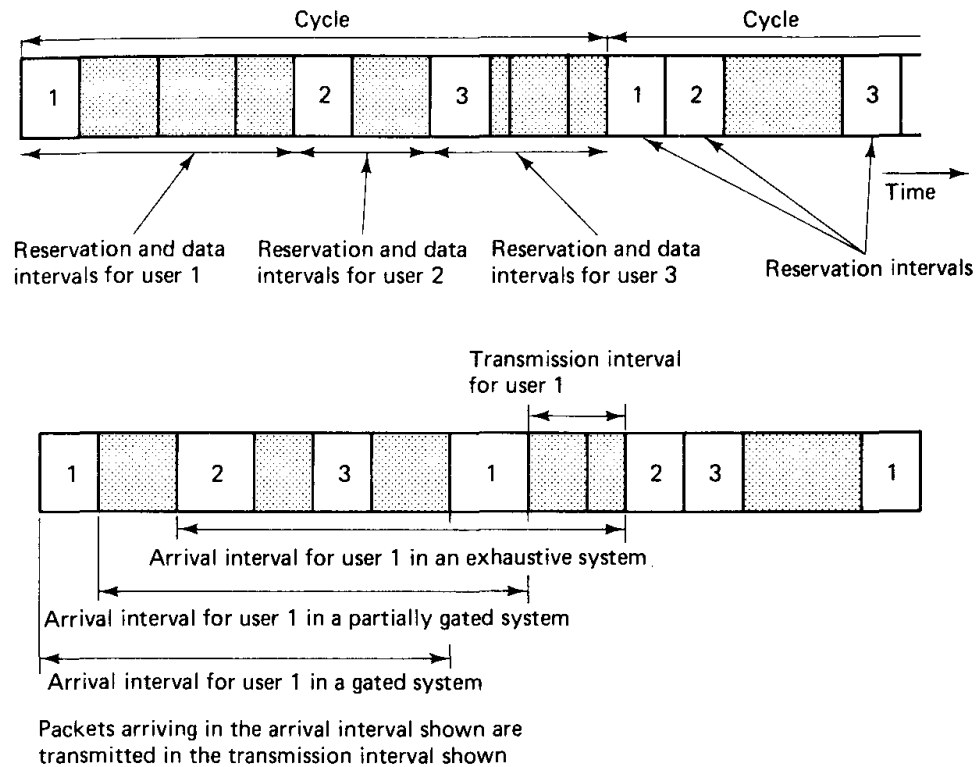 Cycle
Cycle
1
2
3
1
2
3
Time
Reservation and data
intervals for user 1
Reservation and data
intervals for user 2
Reservation and data
intervals for user 3
Reservation intervals
Transmission interval
for user 1
1
2
3
1
2
3
1
Arrival interval for user 1 in an exhaustive system
Arrival interval for user 1 in a partially gated system
Arrival interval for user 1 in a gated system
Packets arriving in the arrival interval shown are
transmitted in the transmission interval shown